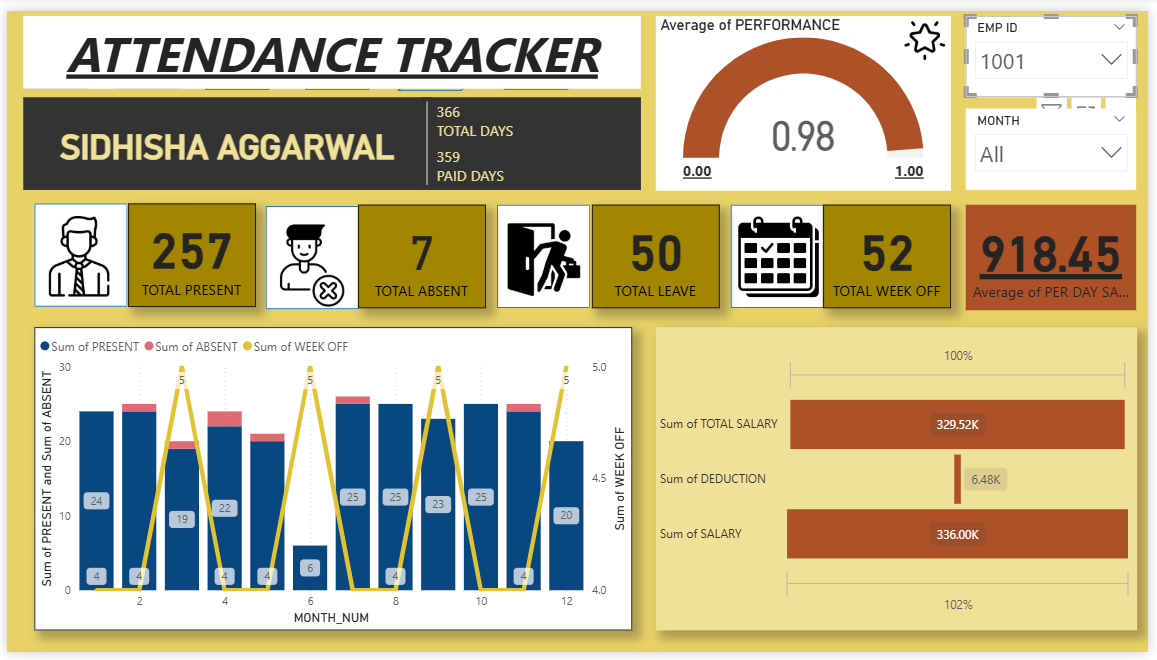 ATTENDANCE TRACKER
SIDHISHA AGGARWAL
366
TOTAL DAYS
359
PAID DAYS
Average of PERFORMANCE
0.98
0.00
1.00
EMP ID
1001
MONTH
All
257
TOTAL PRESENT
7
TOTAL ABSENT
50
TOTAL LEAVE
52
TOTAL WEEK OFF
918.45
Average of PER DAY SA...
Sum of PRESENT Sum of ABSENT Sum of WEEK OFF
Sum of PRESENT and Sum of ABSENT
30
20
10
0
5.0
4.5
4.0
Sum of WEEK OFF
5 5 5 5
24 19 22 25 25 23 25 20
6
4 4 4 4 4 4
2 4 6 8 10 12
MONTH_NUM
100%
Sum of TOTAL SALARY 329.52K
Sum of DEDUCTION 6.48K
Sum of SALARY 336.00K
102%